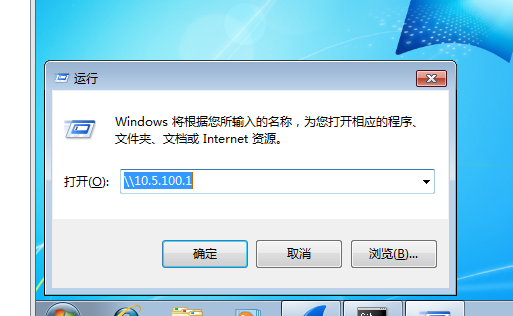 运行
Windows 将根据您所输入的名称，为您打开相应的程序、
文件夹、文档或 Internet 资源。
打开(O):
\\10.5.100.1
确定
取消
浏览(B)...